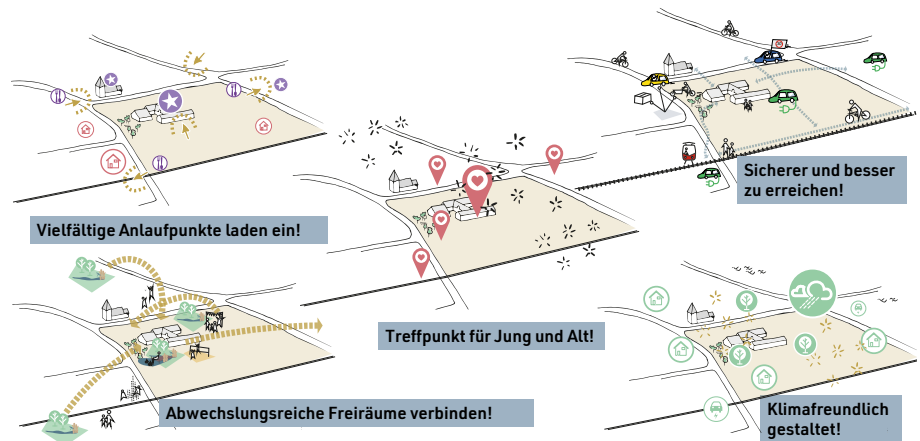 Vielfältige Anlaufpunkte laden ein!
Sicherer und besser
zu erreichen!
Treffpunkt für Jung und Alt!
Abwechslungsreiche Freiräume verbinden!
Klimafreundlich
gestaltet!